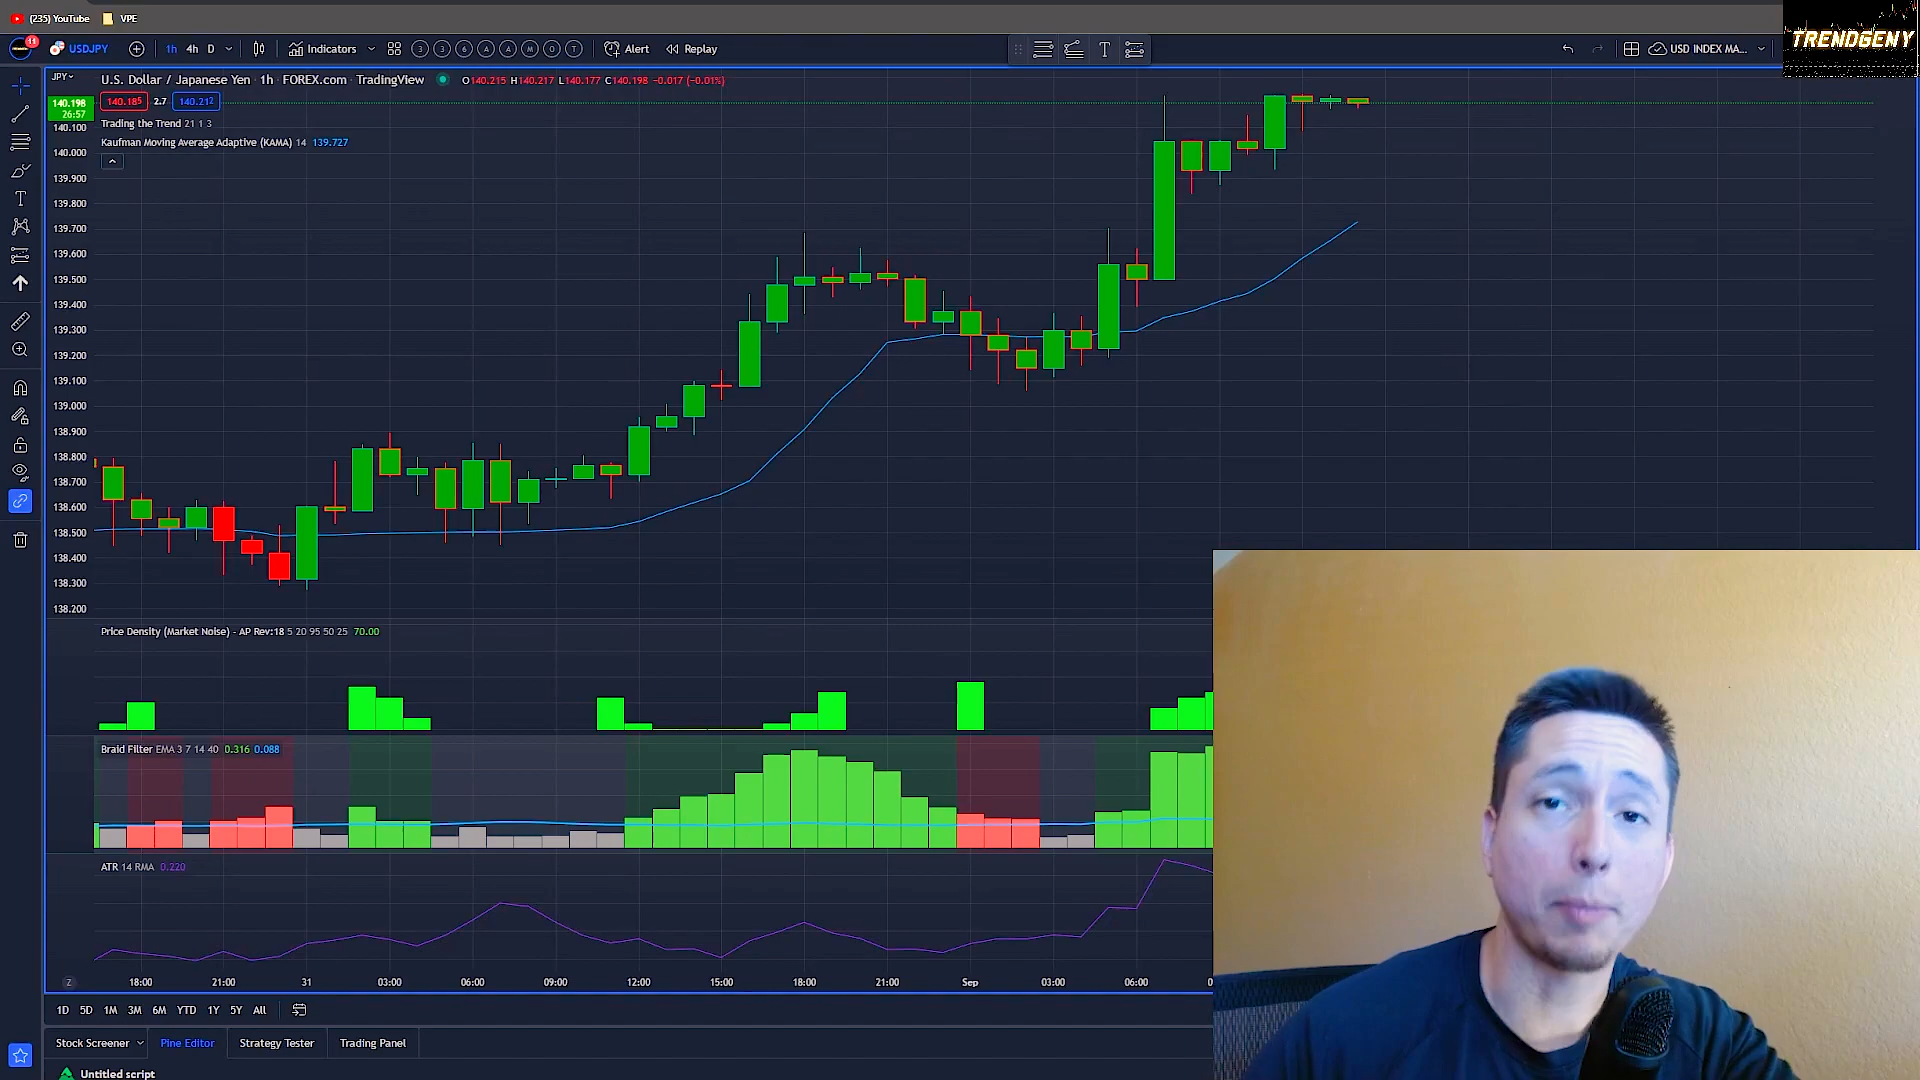 (235) YouTube VPE
11 USDJPY 1h 4h D Indicators 3 3 6 A A M O T Alert Replay USD INDEX MA...
TRENDGENY
JPY U.S. Dollar / Japanese Yen · 1h · FOREX.com · TradingView O140.215 H140.217 L140.177 C140.198 -0.017 (-0.01%)
140.198 140.185 2.7 140.212
26:57
Trading the Trend 21 1 3
140.100
Kaufman Moving Average Adaptive (KAMA) 14 139.727
140.000
139.900
139.800
139.700
139.600
139.500
139.400
139.300
139.200
139.100
139.000
138.900
138.800
138.700
138.600
138.500
138.400
138.300
138.200
Price Density (Market Noise) - AP Rev:18 5 20 95 50 25 70.00
Braid Filter EMA 3 7 14 40 0.316 0.088
ATR 14 RMA 0.220
Z 18:00 21:00 31 03:00 06:00 09:00 12:00 15:00 18:00 21:00 Sep 03:00 06:00
1D 5D 1M 3M 6M YTD 1Y 5Y All
Stock Screener Pine Editor Strategy Tester Trading Panel
Untitled script